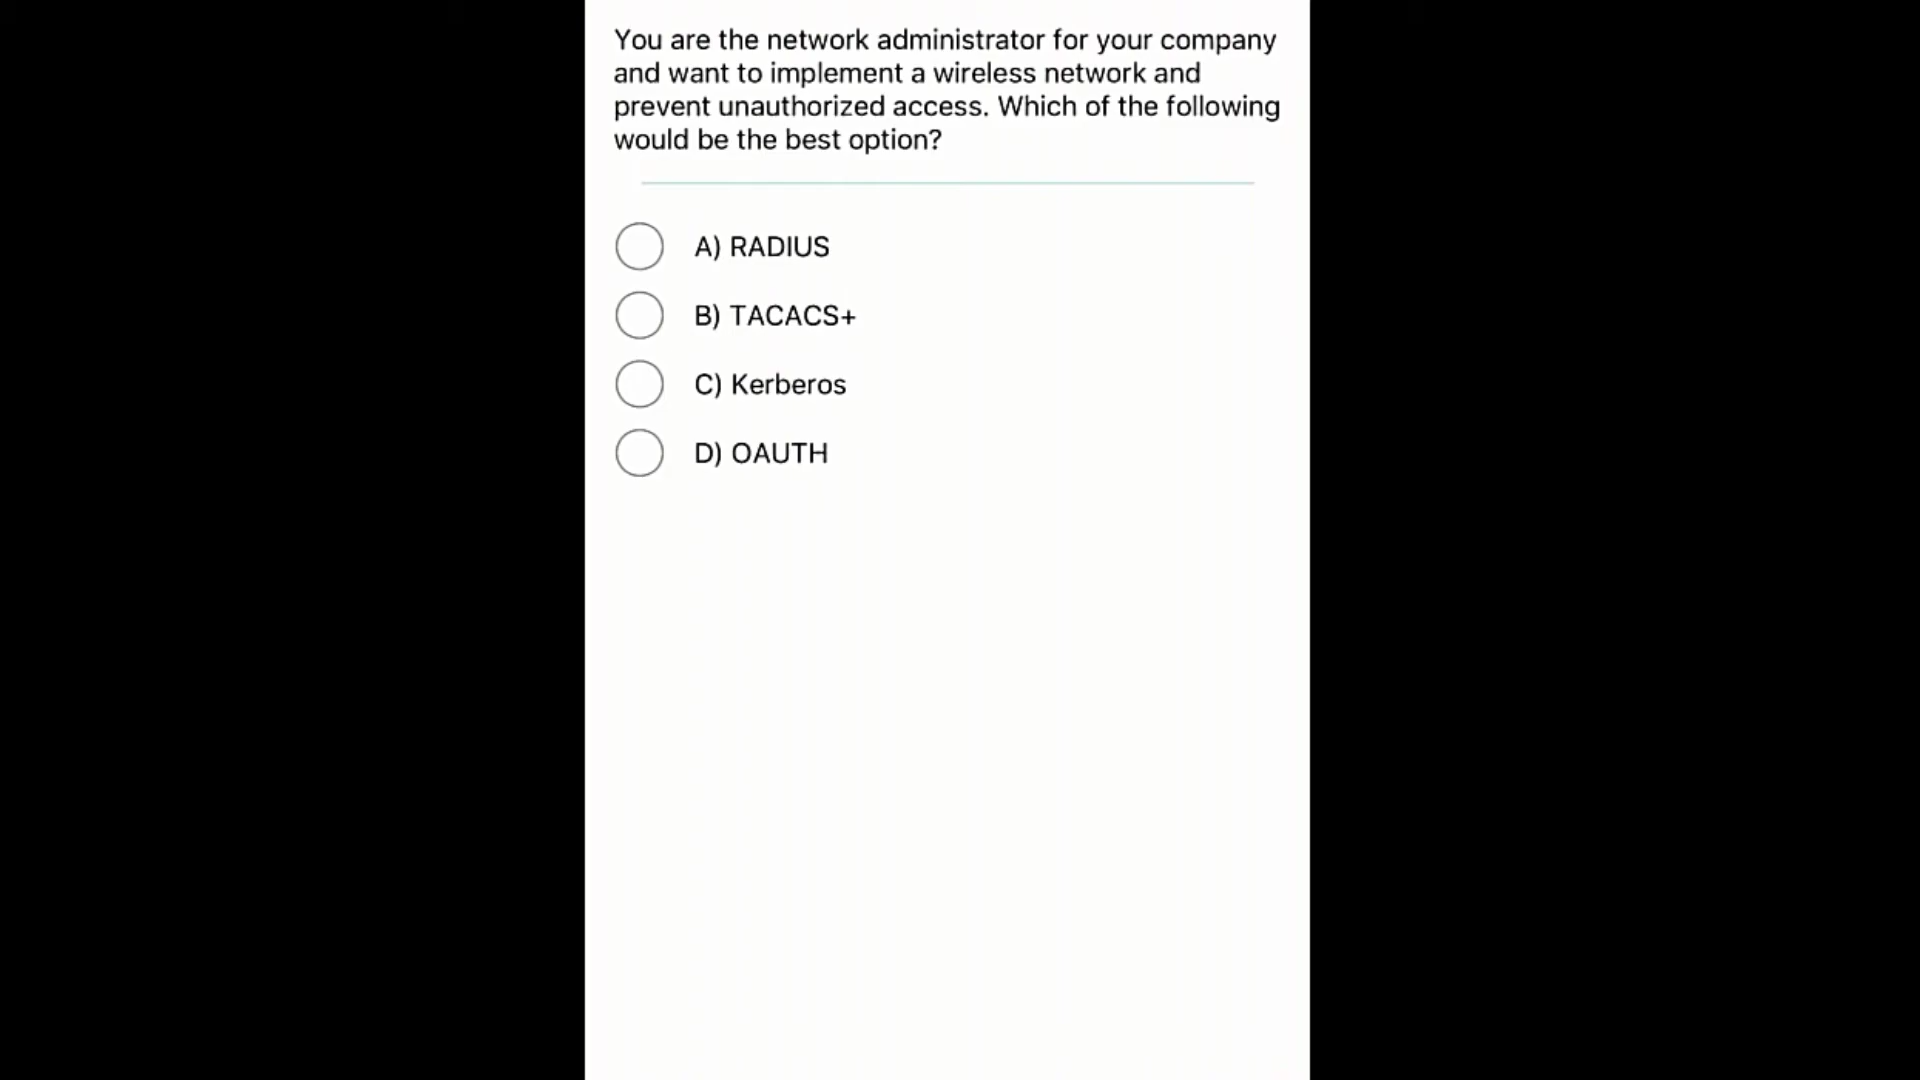 You are the network administrator for your company
and want to implement a wireless network and
prevent unauthorized access. Which of the following
would be the best option?
A) RADIUS
B) TACACS+
C) Kerberos
D) OAUTH